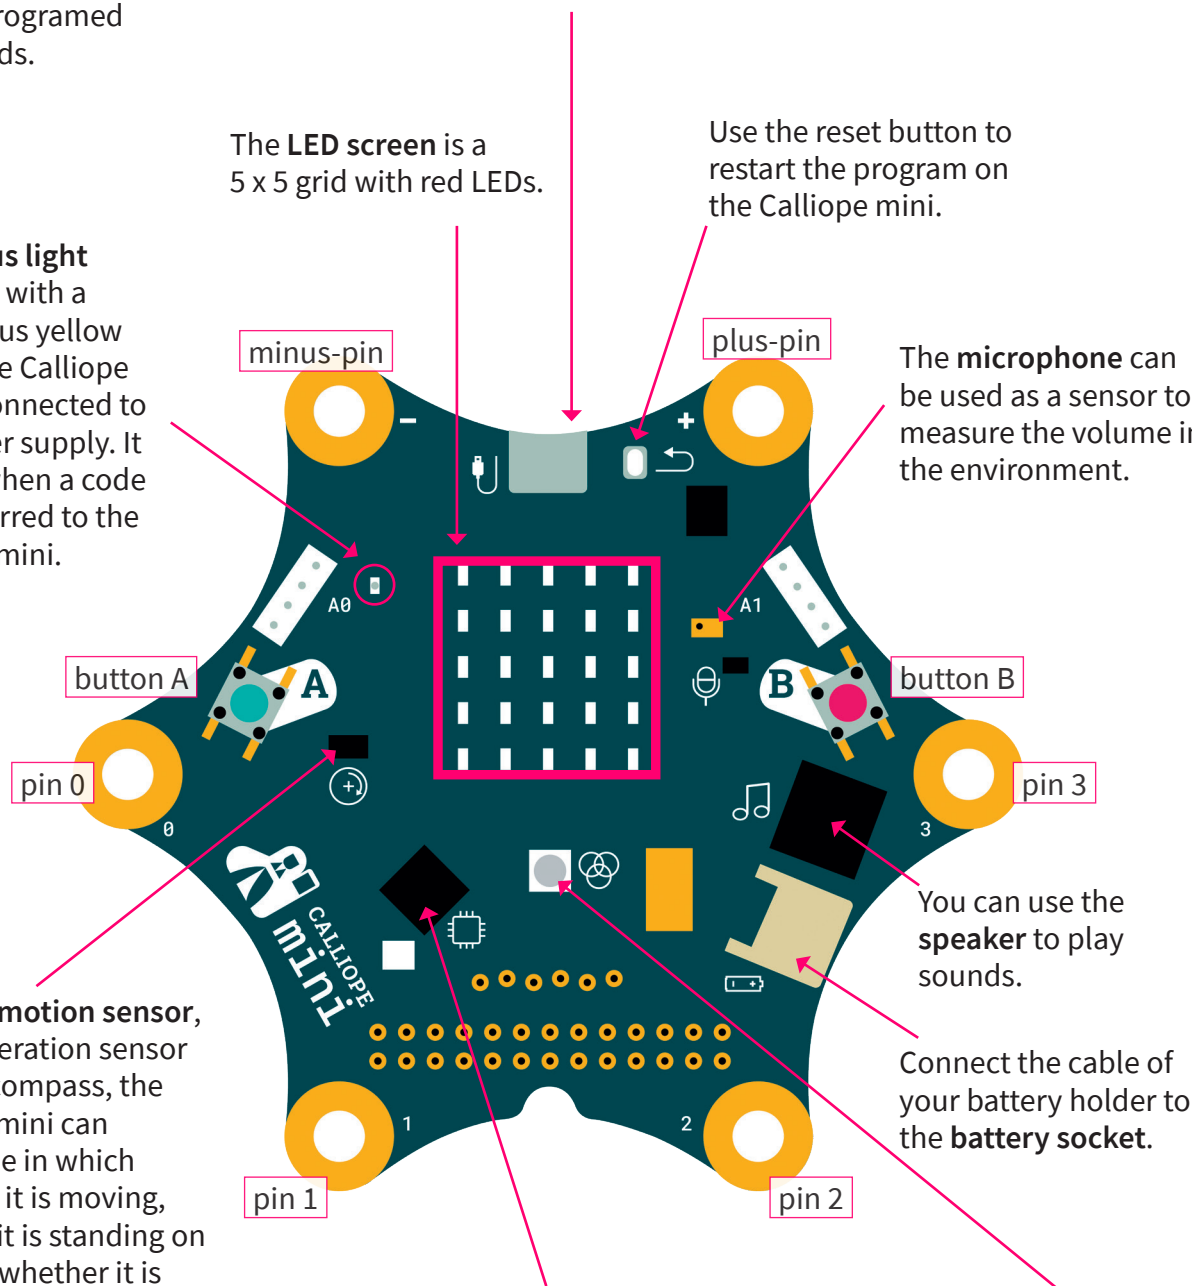 rogramed
ds.
The LED screen is a
5 x 5 grid with red LEDs.
Use the reset button to
restart the program on
the Calliope mini.
us light
with a
us yellow
e Calliope
onnected to
er supply. It
when a code
rred to the
mini.
minus-pin
plus-pin
The microphone can
be used as a sensor to
measure the volume in
the environment.
-
+
A0
A1
button A
A
B
button B
pin 0
pin 3
0
3
CALLIOPE
mini
You can use the
speaker to play
sounds.
motion sensor,
eration sensor
compass, the
mini can
e in which
it is moving,
it is standing on
whether it is
Connect the cable of
your battery holder to
the battery socket.
1
2
pin 1
pin 2